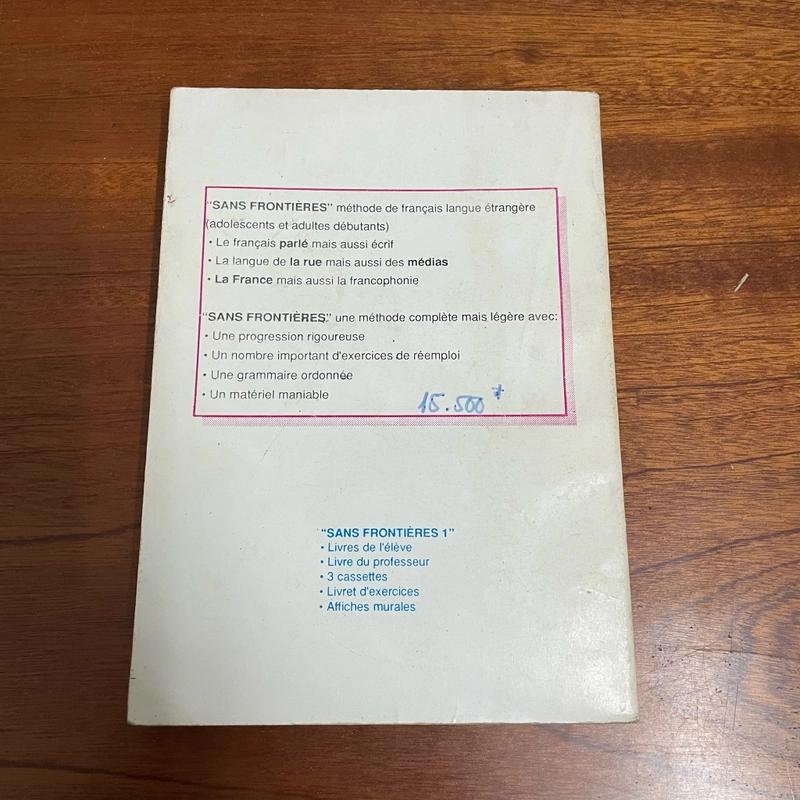 "SANS FRONTIÈRES" méthode de français langue étrangère
(adolescents et adultes débutants)
• Le français parlé mais aussi écrif
• La langue de la rue mais aussi des médias
• La France mais aussi la francophonie
"SANS FRONTIÈRES" une méthode complète mais légère avec:
• Une progression rigoureuse
• Un nombre important d'exercices de réemploi
• Une grammaire ordonnée
• Un matériel maniable
15.500
"SANS FRONTIÈRES 1"
• Livres de l'élève
• Livre du professeur
• 3 cassettes
• Livret d'exercices
• Affiches murales